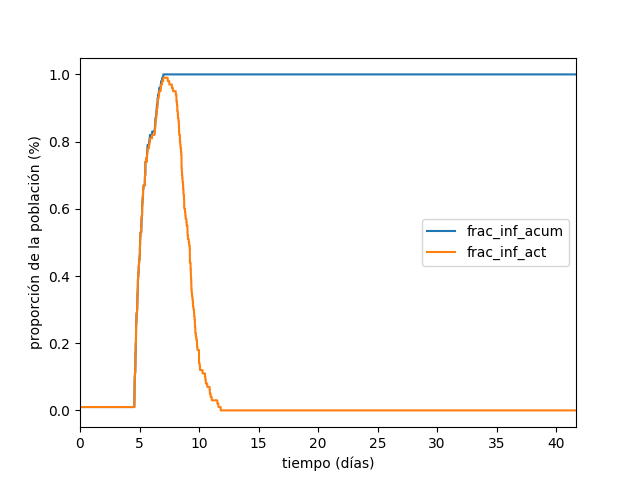 proporción de la población (%)
1.0
0.8
0.6
0.4
0.2
0.0
frac_inf_acum
frac_inf_act
0 5 10 15 20 25 30 35 40
tiempo (días)